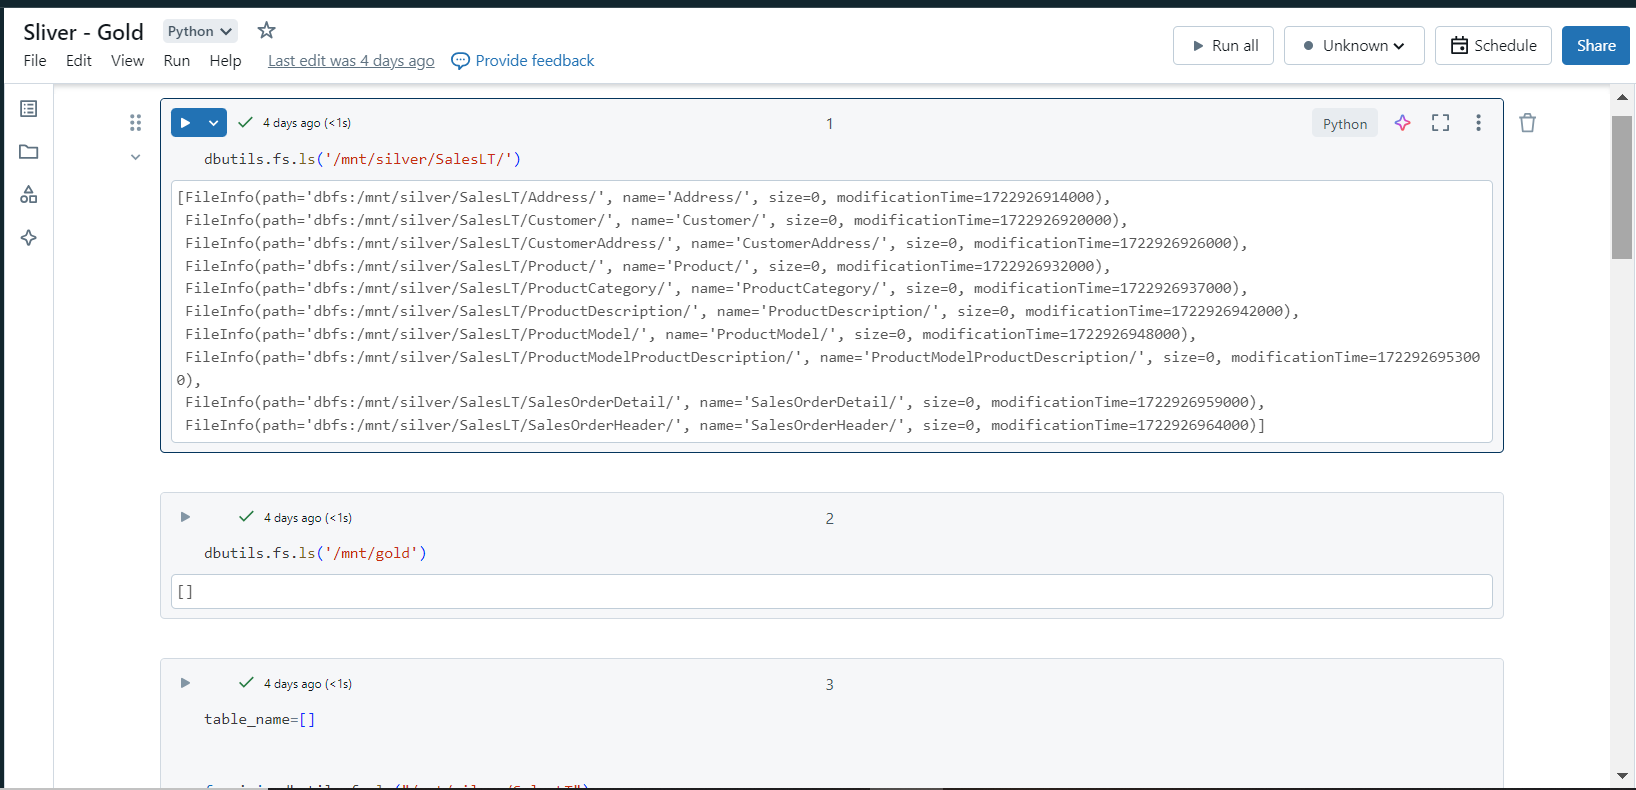 Sliver - Gold Python
File Edit View Run Help Last edit was 4 days ago Provide feedback
Run all Unknown Schedule Share
4 days ago (<1s) 1 Python
dbutils.fs.ls('/mnt/silver/SalesLT/')
[FileInfo(path='dbfs:/mnt/silver/SalesLT/Address/', name='Address/', size=0, modificationTime=1722926914000),
FileInfo(path='dbfs:/mnt/silver/SalesLT/Customer/', name='Customer/', size=0, modificationTime=1722926920000),
FileInfo(path='dbfs:/mnt/silver/SalesLT/CustomerAddress/', name='CustomerAddress/', size=0, modificationTime=1722926926000),
FileInfo(path='dbfs:/mnt/silver/SalesLT/Product/', name='Product/', size=0, modificationTime=1722926932000),
FileInfo(path='dbfs:/mnt/silver/SalesLT/ProductCategory/', name='ProductCategory/', size=0, modificationTime=1722926937000),
FileInfo(path='dbfs:/mnt/silver/SalesLT/ProductDescription/', name='ProductDescription/', size=0, modificationTime=1722926942000),
FileInfo(path='dbfs:/mnt/silver/SalesLT/ProductModel/', name='ProductModel/', size=0, modificationTime=1722926948000),
FileInfo(path='dbfs:/mnt/silver/SalesLT/ProductModelProductDescription/', name='ProductModelProductDescription/', size=0, modificationTime=172292695300
0),
FileInfo(path='dbfs:/mnt/silver/SalesLT/SalesOrderDetail/', name='SalesOrderDetail/', size=0, modificationTime=1722926959000),
FileInfo(path='dbfs:/mnt/silver/SalesLT/SalesOrderHeader/', name='SalesOrderHeader/', size=0, modificationTime=1722926964000)]
4 days ago (<1s) 2
dbutils.fs.ls('/mnt/gold')
[]
4 days ago (<1s) 3
table_name=[]